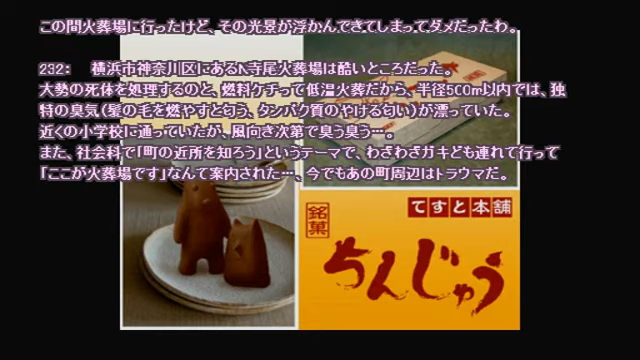 この間火葬場に行ったけど、その光景が浮かんできてしまってダメだったわ。
232:　横浜市神奈川区にあるA寺尾火葬場は酷いところだった。
大勢の死体を処理するのと、燃料ケチって低温火葬だから、半径500m以内では、独
特の臭気(髪の毛を燃やすと匂う、タンパク質のやける匂い)が漂っていた。
近くの小学校に通っていたが、風向き次第で臭う臭う…。
また、社会科で「町の近所を知ろう」というテーマで、わざわざガキども連れて行って
「ここが火葬場です」なんて案内された…、今でもあの町周辺はトラウマだ。
銘菓
てすと本舗
ちんじゅう